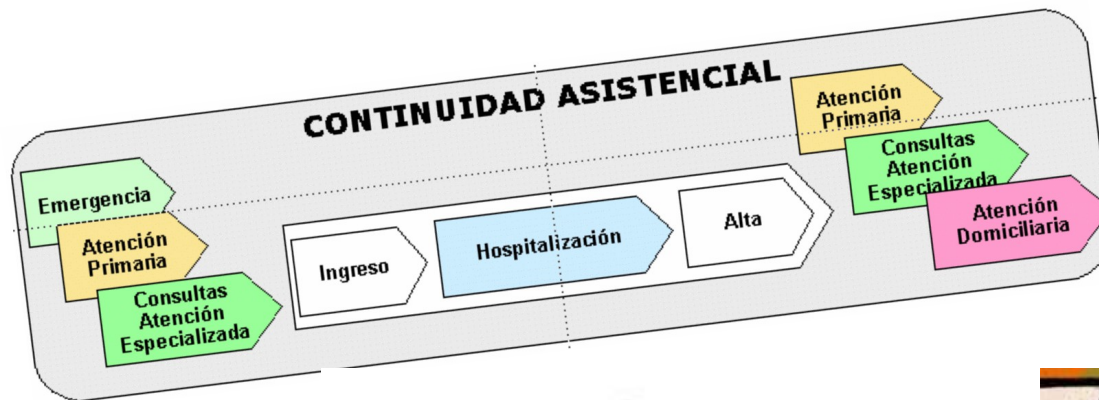 CONTINUIDAD ASISTENCIAL
Emergencia
Atención
Primaria
Consultas
Atención
Especializada
Ingreso
Hospitalización
Alta
Atención
Primaria
Consultas
Atención
Especializada
Atención
Domiciliaria